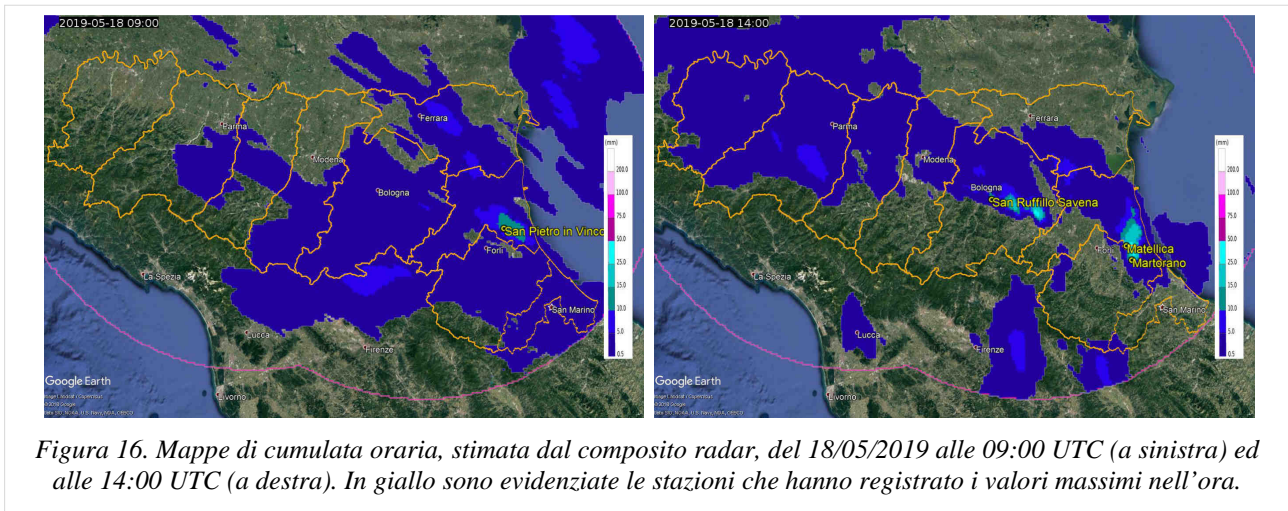 2019-05-18 09:00
Parma
Ferrara
Modena
Bologna
San Pietro in Vinco
Forlì
La Spezia
San Marino
Lucca
Firenze
Livorno
Google Earth
(mm)
200.0
100.0
75.0
50.0
25.0
15.0
10.0
5.0
0.5
2019-05-18 14:00
Parma
Ferrara
Modena
Bologna
San Ruffillo Savena
Matellica
Martorano
La Spezia
San Marino
Lucca
Firenze
Livorno
Google Earth
(mm)
200.0
100.0
75.0
50.0
25.0
15.0
10.0
5.0
0.5
Figura 16. Mappe di cumulata oraria, stimata dal composito radar, del 18/05/2019 alle 09:00 UTC (a sinistra) ed
alle 14:00 UTC (a destra). In giallo sono evidenziate le stazioni che hanno registrato i valori massimi nell'ora.